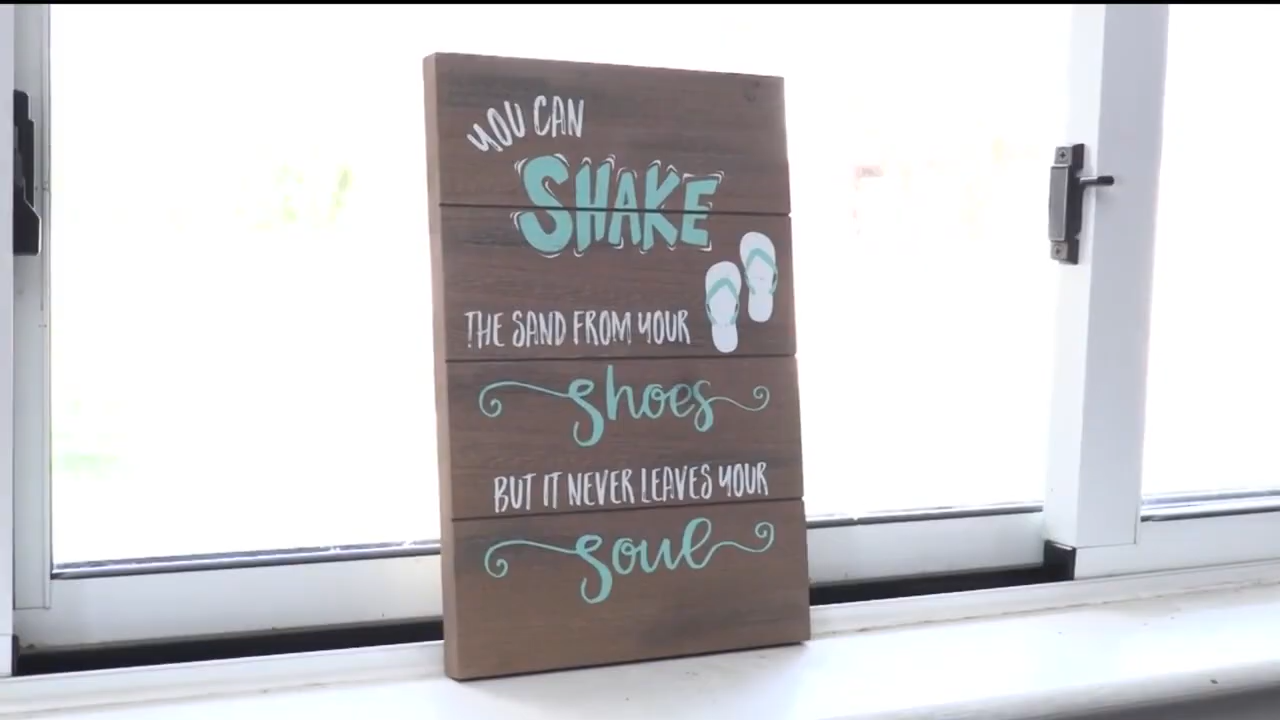 YOU CAN
SHAKE
THE SAND FROM YOUR
shoes
BUT IT NEVER LEAVES YOUR
soul